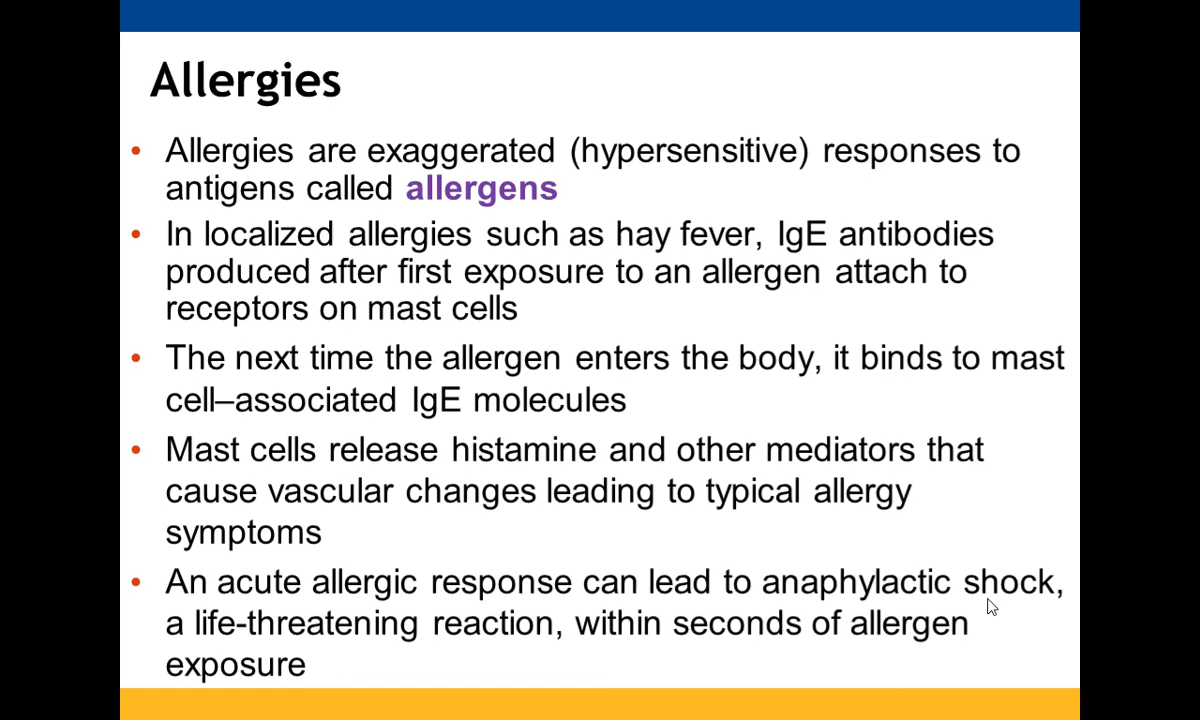 Allergies
• Allergies are exaggerated (hypersensitive) responses to
antigens called allergens
• In localized allergies such as hay fever, IgE antibodies
produced after first exposure to an allergen attach to
receptors on mast cells
• The next time the allergen enters the body, it binds to mast
cell–associated IgE molecules
• Mast cells release histamine and other mediators that
cause vascular changes leading to typical allergy
symptoms
• An acute allergic response can lead to anaphylactic shock,
a life-threatening reaction, within seconds of allergen
exposure